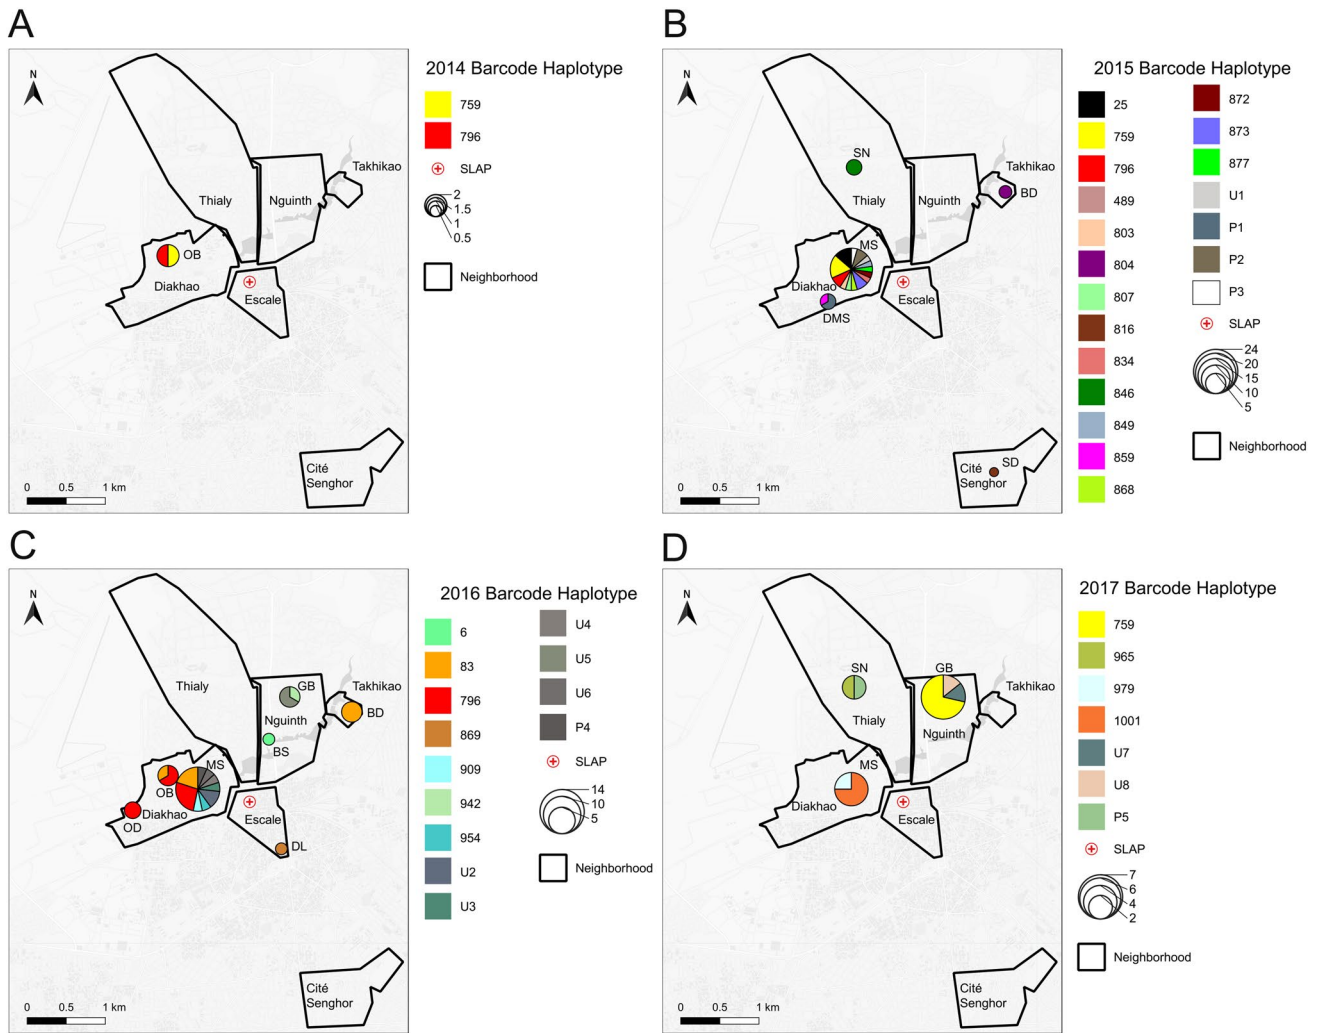 A
N
Thialy
Nguinth
Takhikao
OB
Diakhao
Escale
Cité
Senghor
0 0.5 1 km
2014 Barcode Haplotype
759
796
SLAP
2
1.5
1
0.5
Neighborhood
B
N
SN
Thialy
Nguinth
Takhikao
BD
MS
Diakhao
DMS
Escale
SD
Cité
Senghor
0 0.5 1 km
2015 Barcode Haplotype
25
759
796
489
803
804
807
816
834
846
849
859
868
872
873
877
U1
P1
P2
P3
SLAP
24
20
15
10
5
Neighborhood
C
N
Thialy
GB
Takhikao
Nguinth
BD
BS
MS
OB
Diakhao
OD
Escale
DL
Cité
Senghor
0 0.5 1 km
2016 Barcode Haplotype
6
83
796
869
909
942
954
U2
U3
U4
U5
U6
P4
SLAP
14
10
5
Neighborhood
D
N
SN
GB
Takhikao
Thialy
Nguinth
MS
Diakhao
Escale
Cité
Senghor
0 0.5 1 km
2017 Barcode Haplotype
759
965
979
1001
U7
U8
P5
SLAP
7
6
4
2
Neighborhood